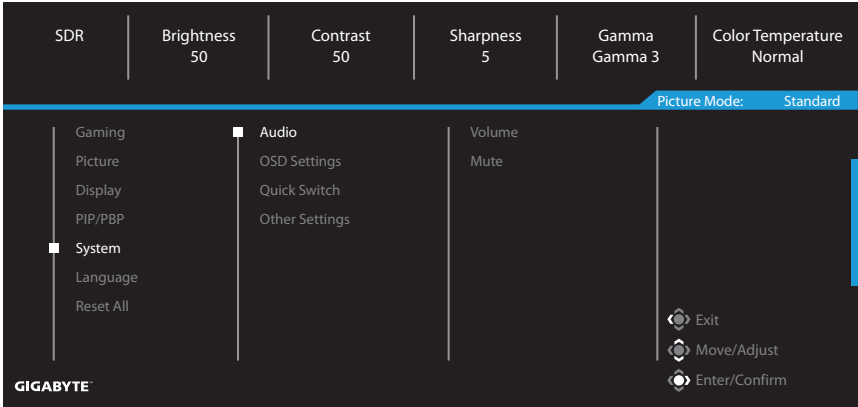 SDR Brightness Contrast Sharpness Gamma Color Temperature
50 50 5 Gamma 3 Normal
Picture Mode: Standard
Gaming Audio Volume
Picture OSD Settings Mute
Display Quick Switch
PIP/PBP Other Settings
System
Language
Reset All
Exit
Move/Adjust
GIGABYTE™ Enter/Confirm